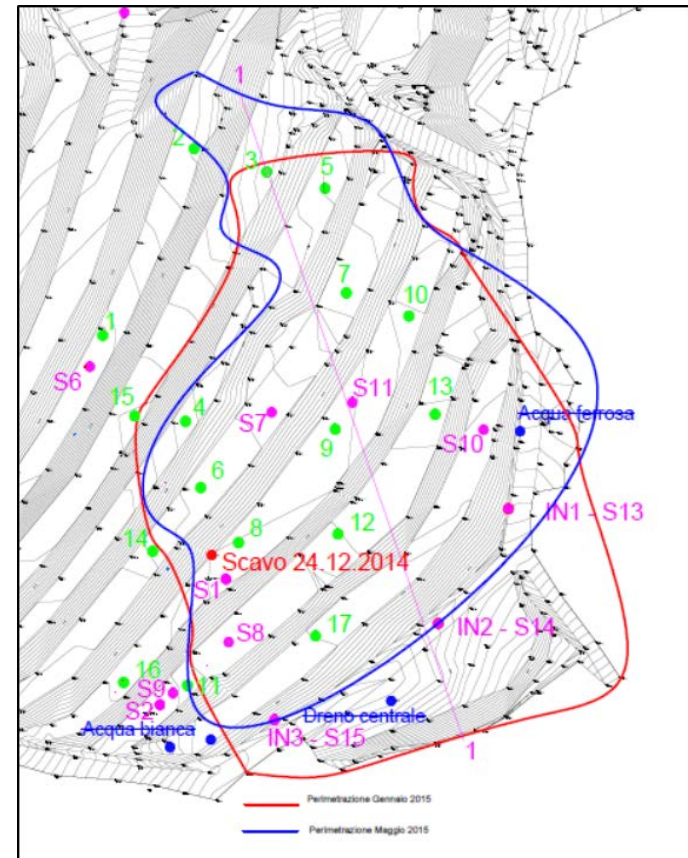 1
2
3
5
7
10
1
S6
15
4
S7
S11
9
13
S10
Acqua ferrosa
6
IN1 - S13
14
8
12
Scavo 24.12.2014
S1
S8
17
IN2 - S14
16
S9
11
S2
Dreno centrale
Acqua bianca
IN3 - S15
1
Perimetrazione Gennaio 2015
Perimetrazione Maggio 2015